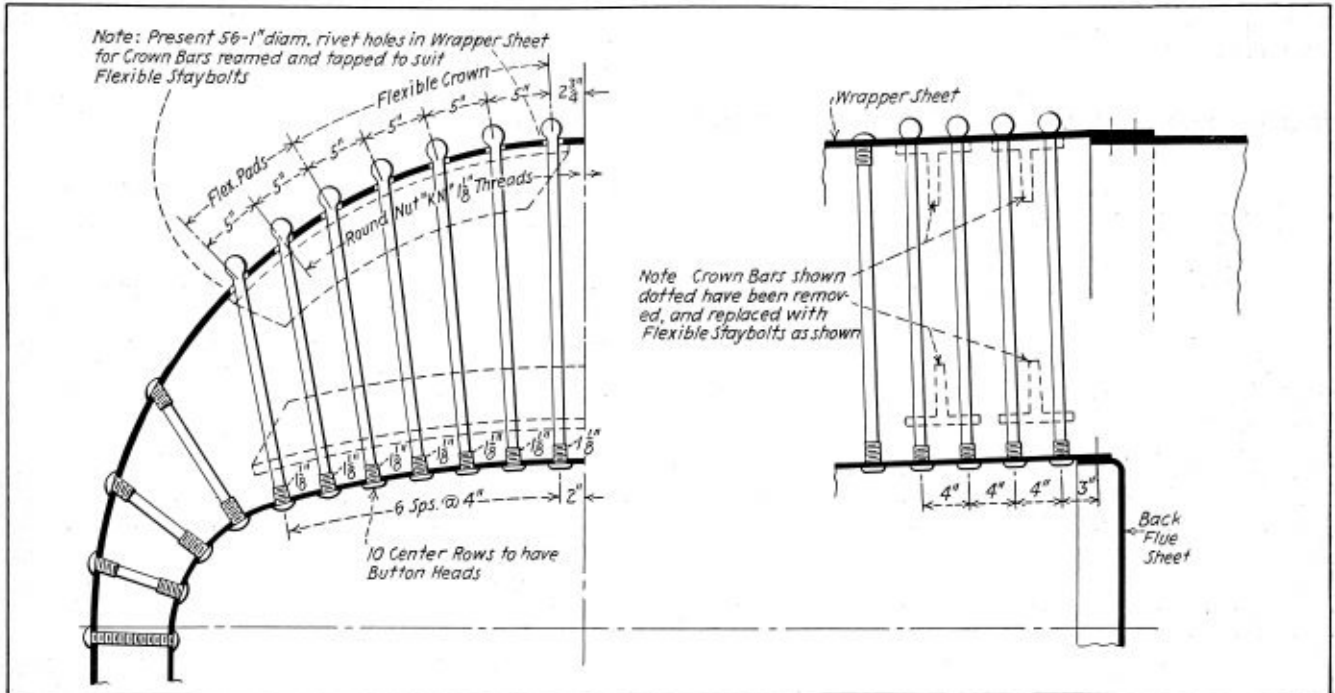 Note: Present 56-1" diam. rivet holes in Wrapper Sheet
for Crown Bars reamed and tapped to suit
Flexible Staybolts
Flexible Crown
2 3/4"
5"
5"
5"
5"
5"
5"
Flex. Pads
Round Nut "KN" 1 1/8" Threads
1 1/8"
1 1/8"
1 1/8"
1 1/8"
1 1/8"
1 1/8"
1 1/8"
6 Sps. @ 4"
2"
10 Center Rows to have
Button Heads
Wrapper Sheet
Note Crown Bars shown
dotted have been remov-
ed, and replaced with
Flexible Staybolts as shown
4"
4"
4"
3"
Back
Flue
Sheet